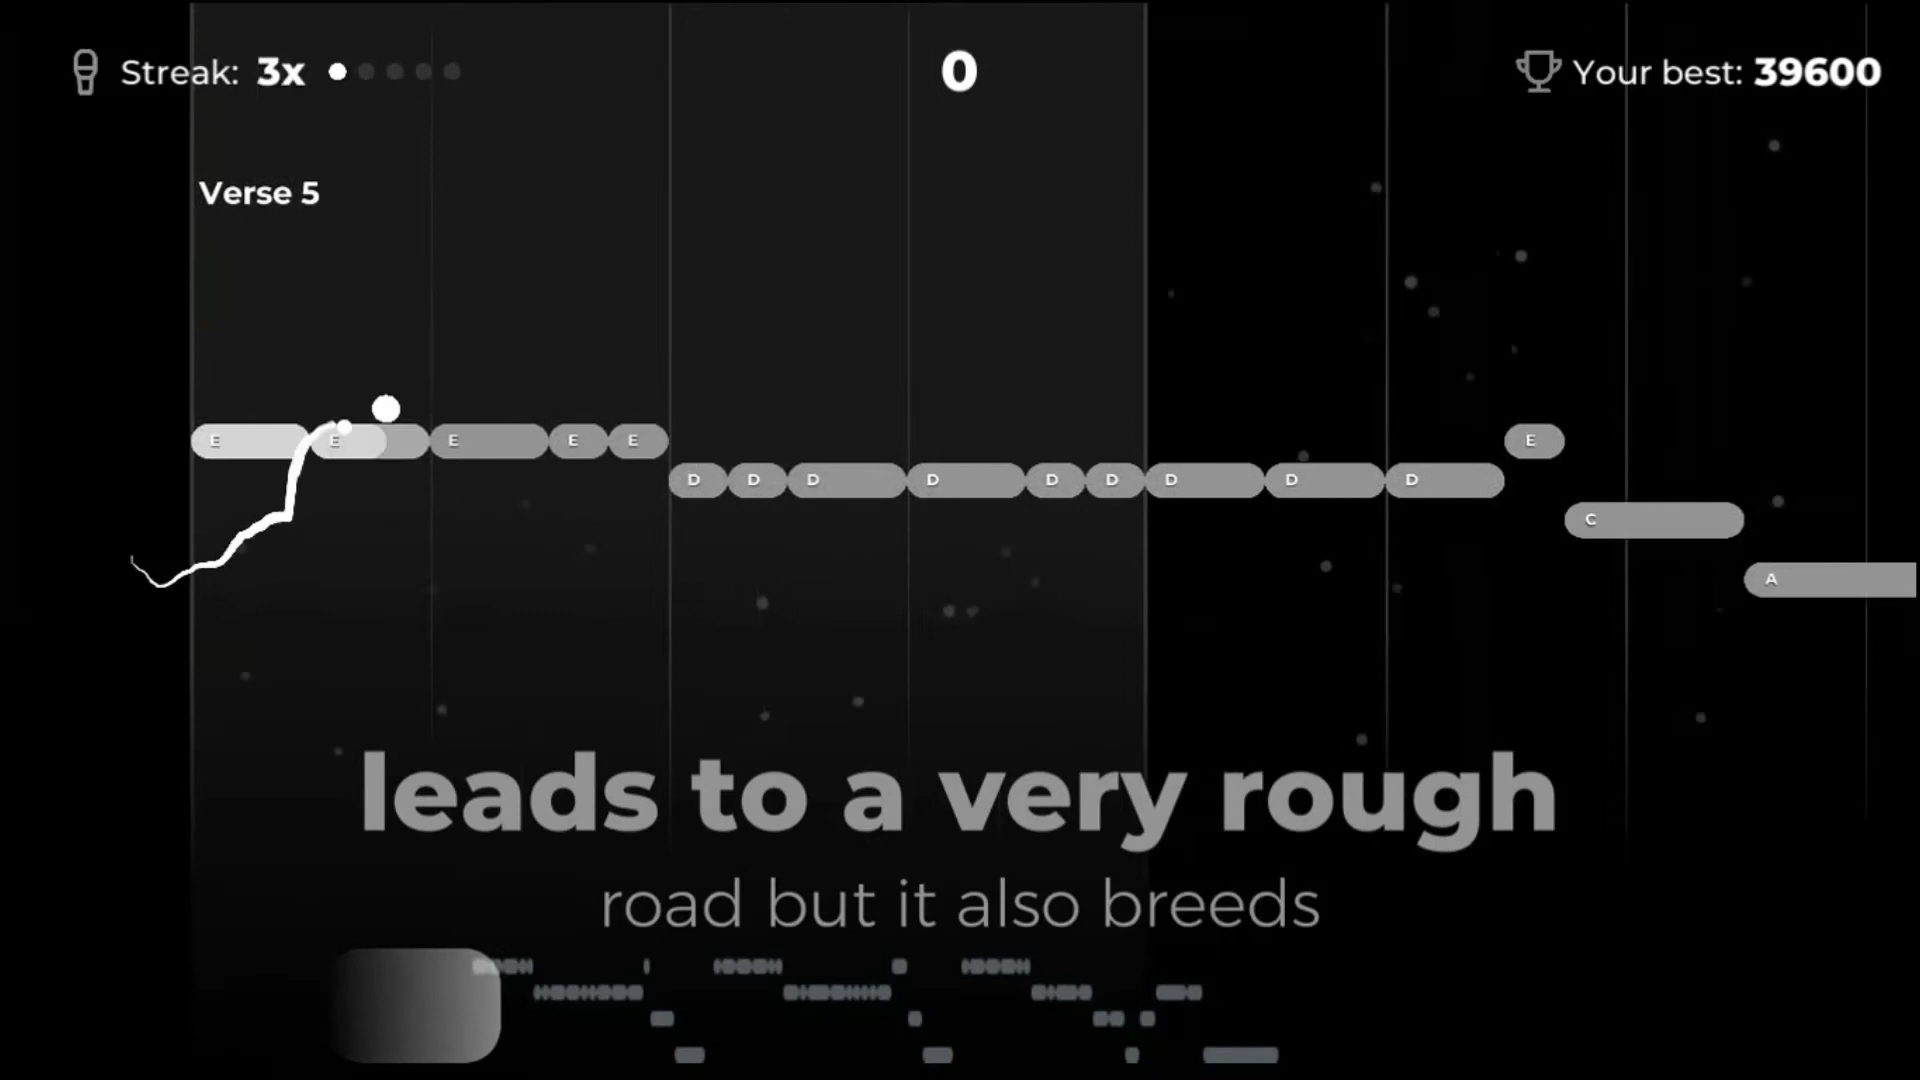 Streak: 3x
0
Your best: 39600
Verse 5
E E E E E E
D D D D D D D D D
C
A
leads to a very rough
road but it also breeds